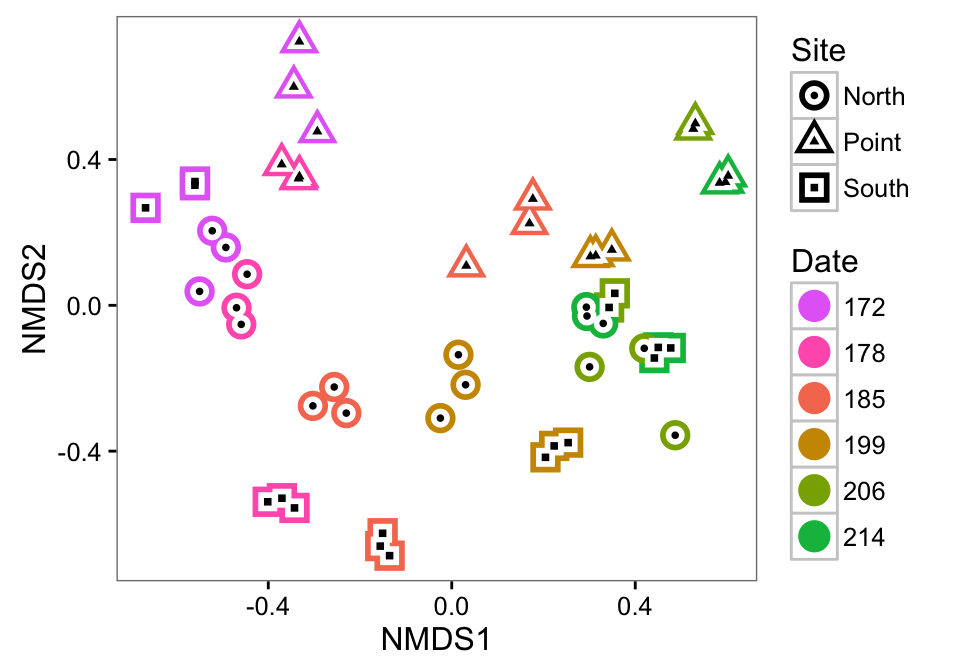 Site
North
Point
South
Date
172
178
185
199
206
214
NMDS2
0.4
0.0
-0.4
-0.4 0.0 0.4
NMDS1